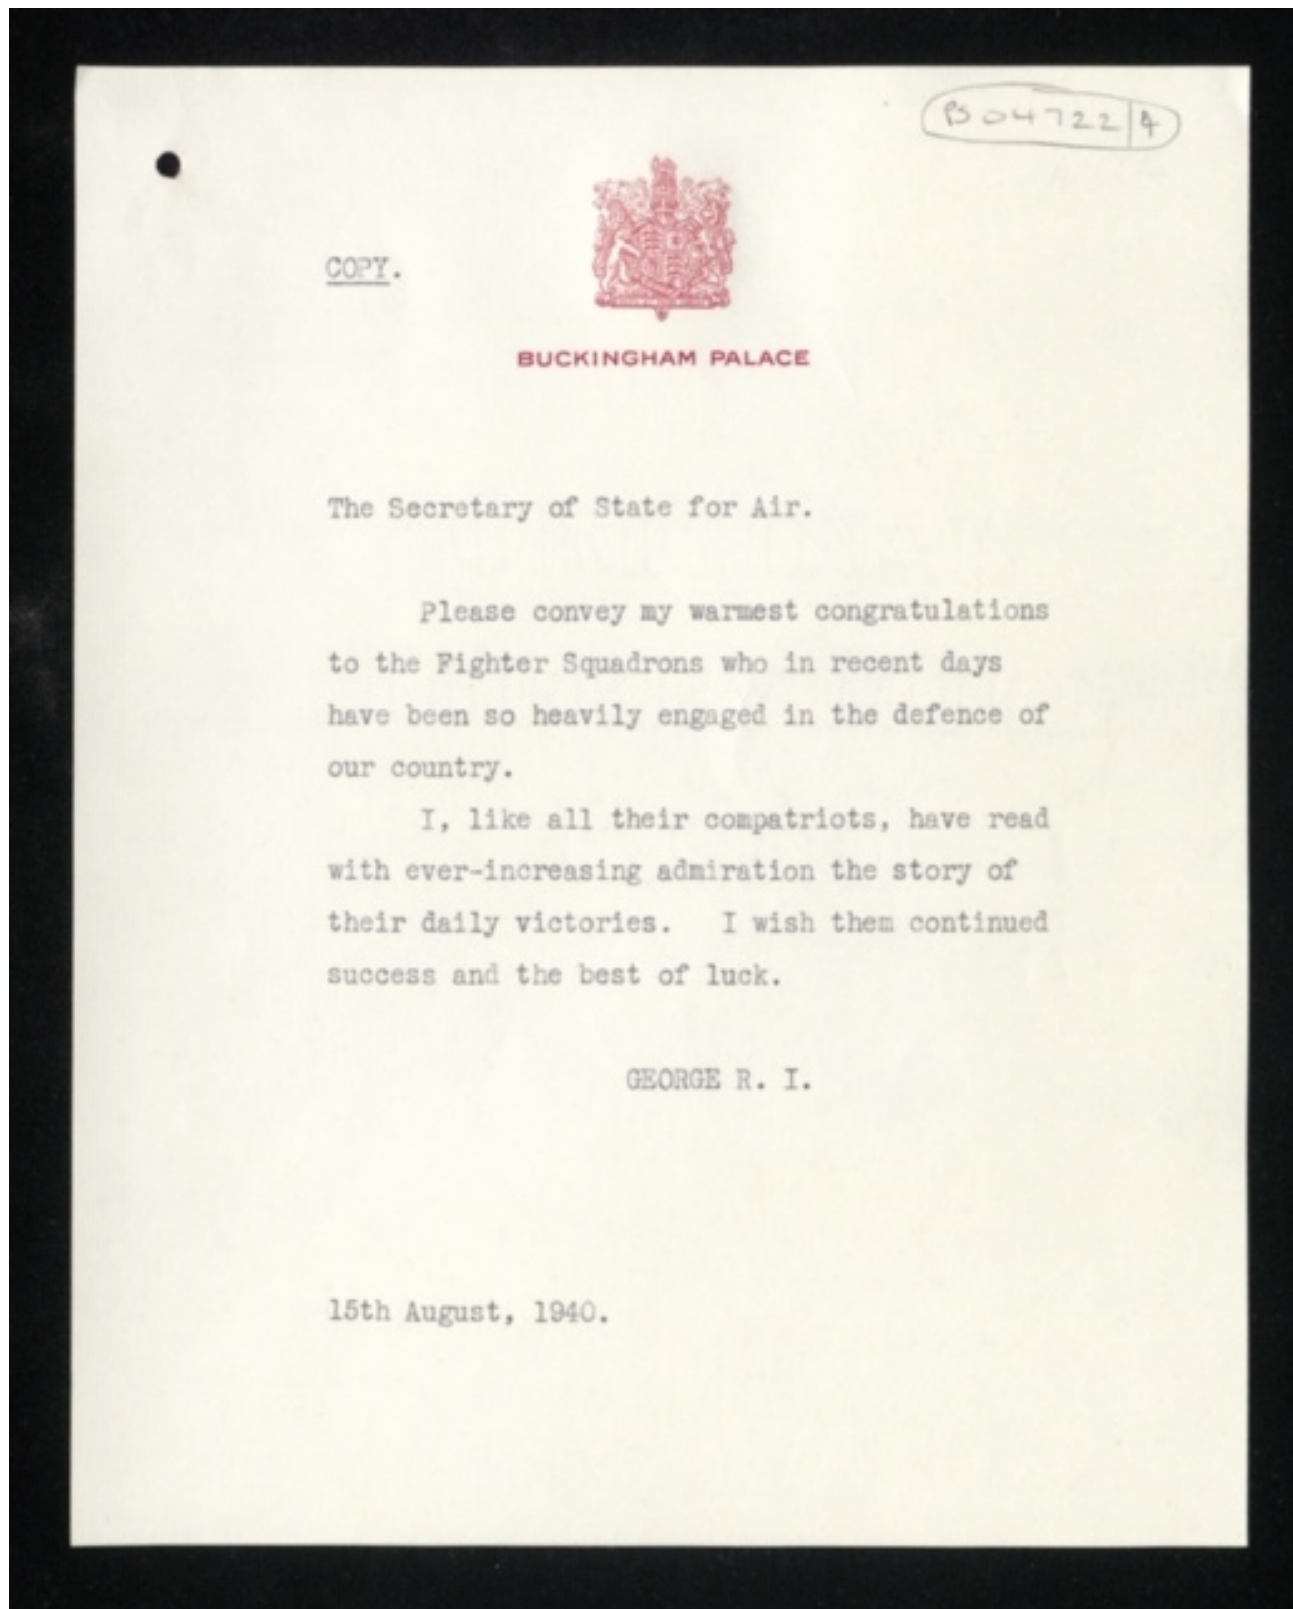 PS 04722 | 4
COPY.
BUCKINGHAM PALACE
The Secretary of State for Air.
Please convey my warmest congratulations
to the Fighter Squadrons who in recent days
have been so heavily engaged in the defence of
our country.
I, like all their compatriots, have read
with ever-increasing admiration the story of
their daily victories. I wish them continued
success and the best of luck.
GEORGE R. I.
15th August, 1940.